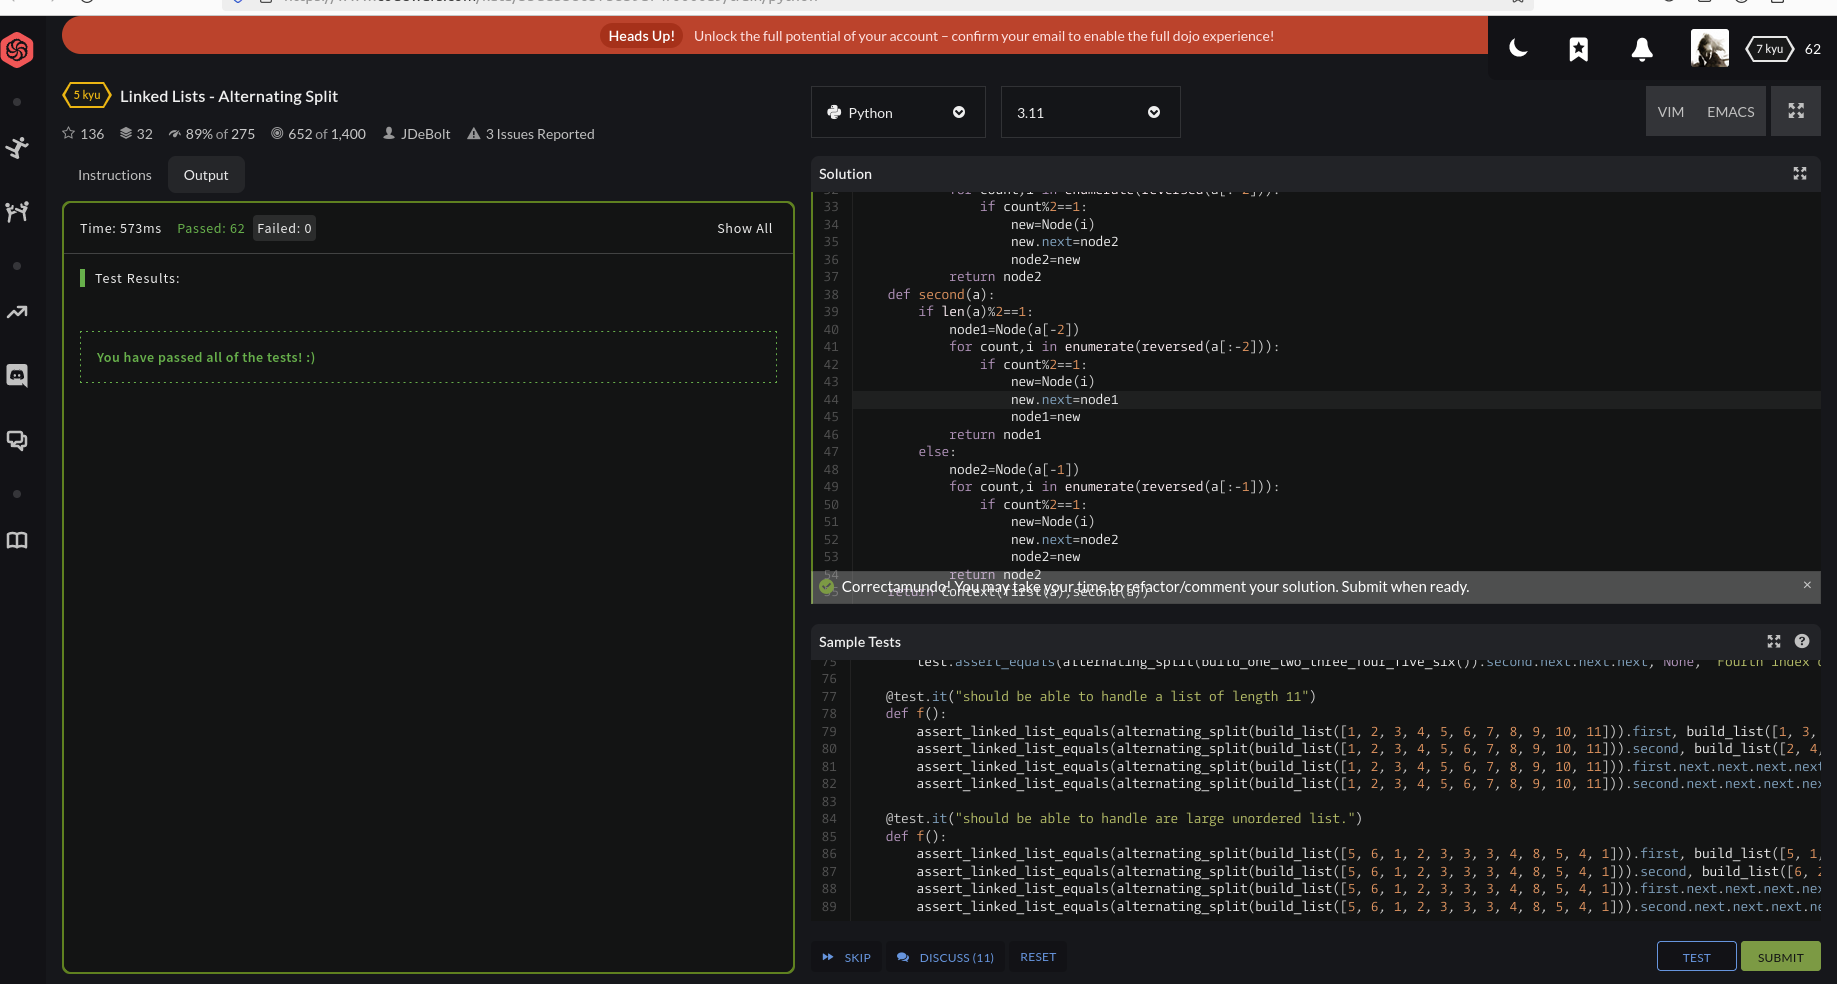 Heads Up! Unlock the full potential of your account – confirm your email to enable the full dojo experience!
7 kyu 62
5 kyu Linked Lists - Alternating Split
136 32 89% of 275 652 of 1,400 JDeBolt 3 Issues Reported
Instructions Output
Time: 573ms Passed: 62 Failed: 0 Show All
Test Results:
You have passed all of the tests! :)
Python 3.11 VIM EMACS
Solution
for count,i in enumerate(reversed(a[:-2])):
33 if count%2==1:
34 new=Node(i)
35 new.next=node2
36 node2=new
37 return node2
38 def second(a):
39 if len(a)%2==1:
40 node1=Node(a[-2])
41 for count,i in enumerate(reversed(a[:-2])):
42 if count%2==1:
43 new=Node(i)
44 new.next=node1
45 node1=new
46 return node1
47 else:
48 node2=Node(a[-1])
49 for count,i in enumerate(reversed(a[:-1])):
50 if count%2==1:
51 new=Node(i)
52 new.next=node2
53 node2=new
54 return node2
Correctamundo! You may take your time to refactor/comment your solution. Submit when ready.
return Context(first(a),second(a))
Sample Tests
75 test.assert_equals(alternating_split(build_one_two_three_four_five_six()).second.next.next.next, None, "Fourth index
76
77 @test.it("should be able to handle a list of length 11")
78 def f():
79 assert_linked_list_equals(alternating_split(build_list([1, 2, 3, 4, 5, 6, 7, 8, 9, 10, 11])).first, build_list([1, 3,
80 assert_linked_list_equals(alternating_split(build_list([1, 2, 3, 4, 5, 6, 7, 8, 9, 10, 11])).second, build_list([2, 4,
81 assert_linked_list_equals(alternating_split(build_list([1, 2, 3, 4, 5, 6, 7, 8, 9, 10, 11])).first.next.next.next.next
82 assert_linked_list_equals(alternating_split(build_list([1, 2, 3, 4, 5, 6, 7, 8, 9, 10, 11])).second.next.next.next.nex
83
84 @test.it("should be able to handle are large unordered list.")
85 def f():
86 assert_linked_list_equals(alternating_split(build_list([5, 6, 1, 2, 3, 3, 3, 4, 8, 5, 4, 1])).first, build_list([5, 1,
87 assert_linked_list_equals(alternating_split(build_list([5, 6, 1, 2, 3, 3, 3, 4, 8, 5, 4, 1])).second, build_list([6, 2
88 assert_linked_list_equals(alternating_split(build_list([5, 6, 1, 2, 3, 3, 3, 4, 8, 5, 4, 1])).first.next.next.next.nex
89 assert_linked_list_equals(alternating_split(build_list([5, 6, 1, 2, 3, 3, 3, 4, 8, 5, 4, 1])).second.next.next.next.ne
SKIP DISCUSS (11) RESET TEST SUBMIT